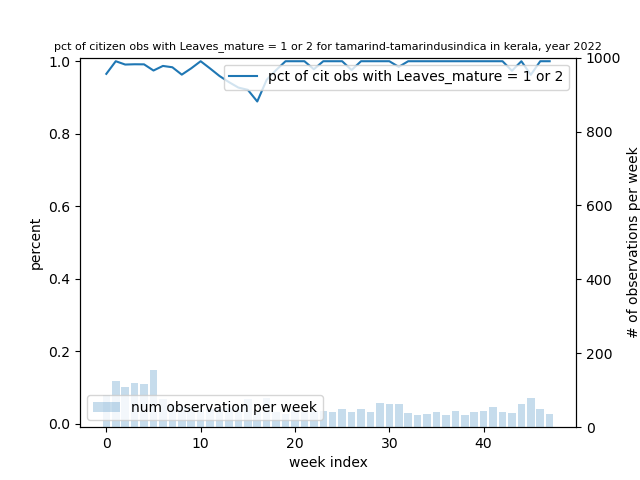 pct of citizen obs with Leaves_mature = 1 or 2 for tamarind-tamarindusindica in kerala, year 2022
pct of cit obs with Leaves_mature = 1 or 2
1.0
0.8
0.6
0.4
0.2
0.0
percent
1000
800
600
400
200
0
# of observations per week
num observation per week
0 10 20 30 40
week index